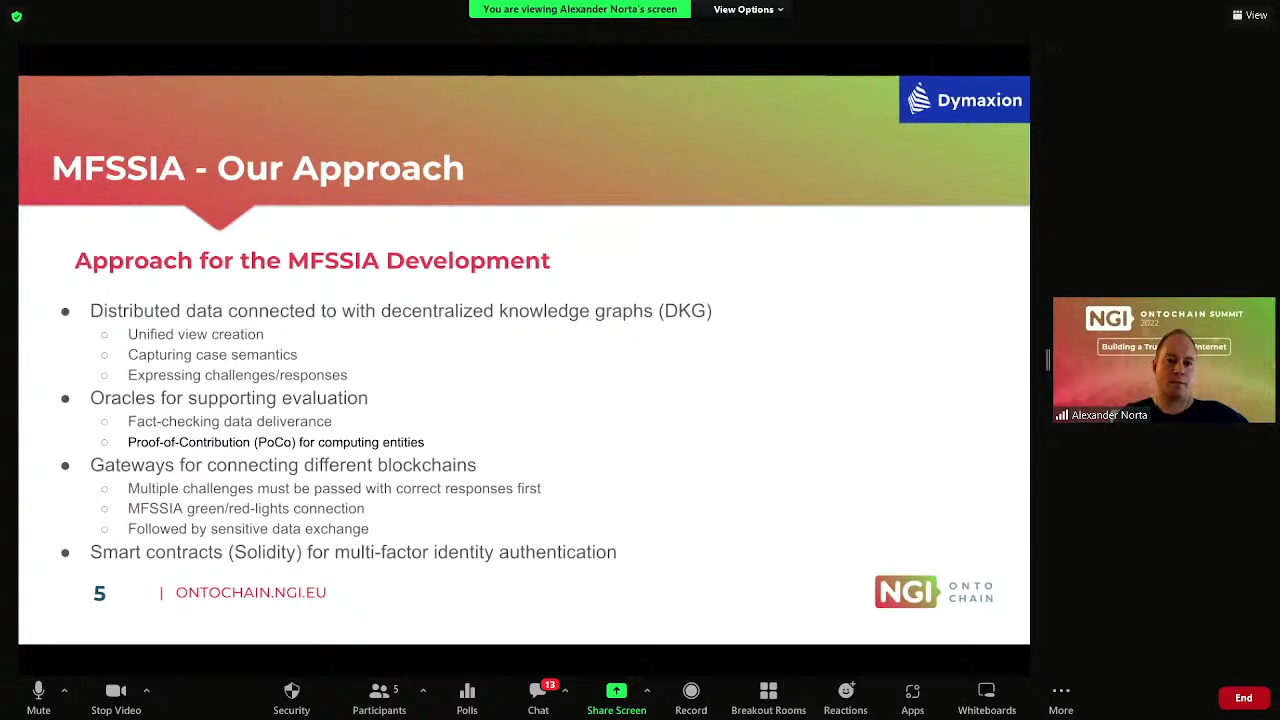 You are viewing Alexander Norta's screen
View Options
View
Dymaxion
MFSSIA - Our Approach
Approach for the MFSSIA Development
● Distributed data connected to with decentralized knowledge graphs (DKG)
○ Unified view creation
○ Capturing case semantics
○ Expressing challenges/responses
● Oracles for supporting evaluation
○ Fact-checking data deliverance
○ Proof-of-Contribution (PoCo) for computing entities
● Gateways for connecting different blockchains
○ Multiple challenges must be passed with correct responses first
○ MFSSIA green/red-lights connection
○ Followed by sensitive data exchange
● Smart contracts (Solidity) for multi-factor identity authentication
5 | ONTOCHAIN.NGI.EU
NGI ONTO CHAIN
NGI ONTOCHAIN SUMMIT
2022
Building a Tru Internet
Alexander Norta
Mute
Stop Video
Security
Participants 5
Polls
Chat 13
Share Screen
Record
Breakout Rooms
Reactions
Apps
Whiteboards
More
End